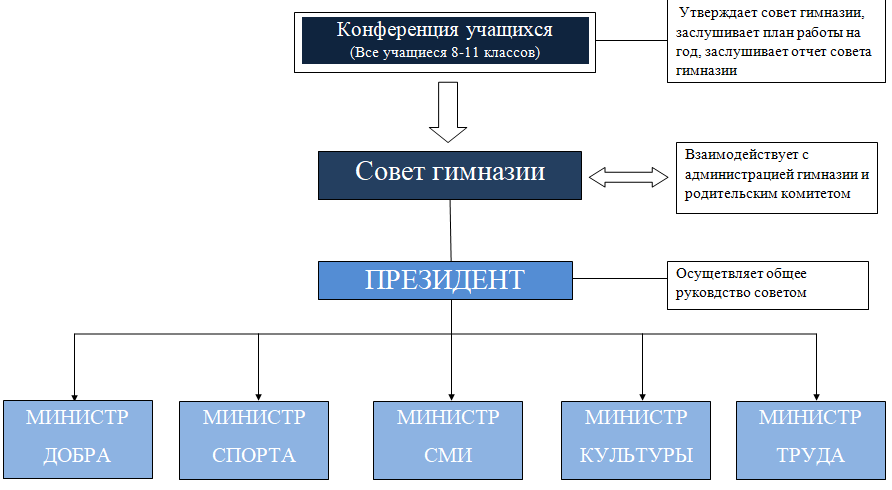 Конференция учащихся
(Все учащиеся 8-11 классов)
Утверждает совет гимназии,
заслушивает план работы на
год, заслушивает отчет совета
гимназии
Совет гимназии
Взаимодействует с
администрацией гимназии и
родительским комитетом
ПРЕЗИДЕНТ
Осущетвляет общее
руковдство советом
МИНИСТР
ДОБРА
МИНИСТР
СПОРТА
МИНИСТР
СМИ
МИНИСТР
КУЛЬТУРЫ
МИНИСТР
ТРУДА